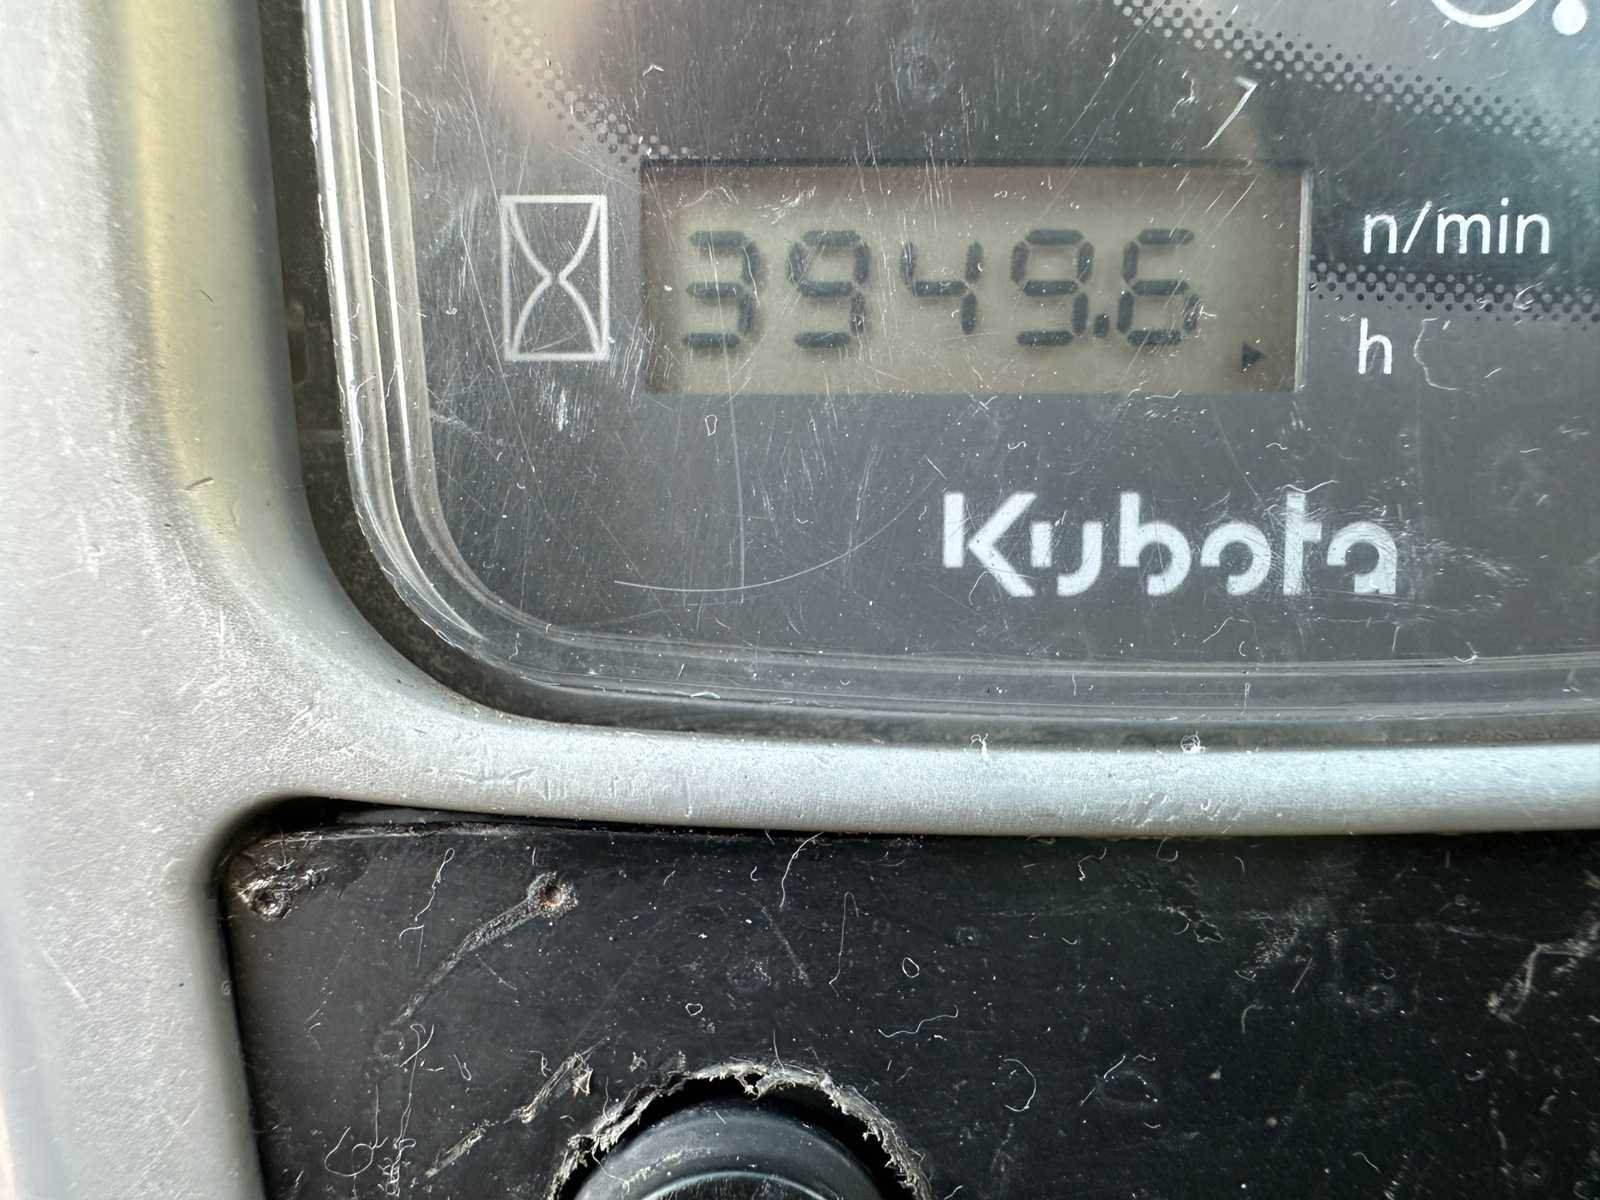 n/min
3949.6
h
Kubota